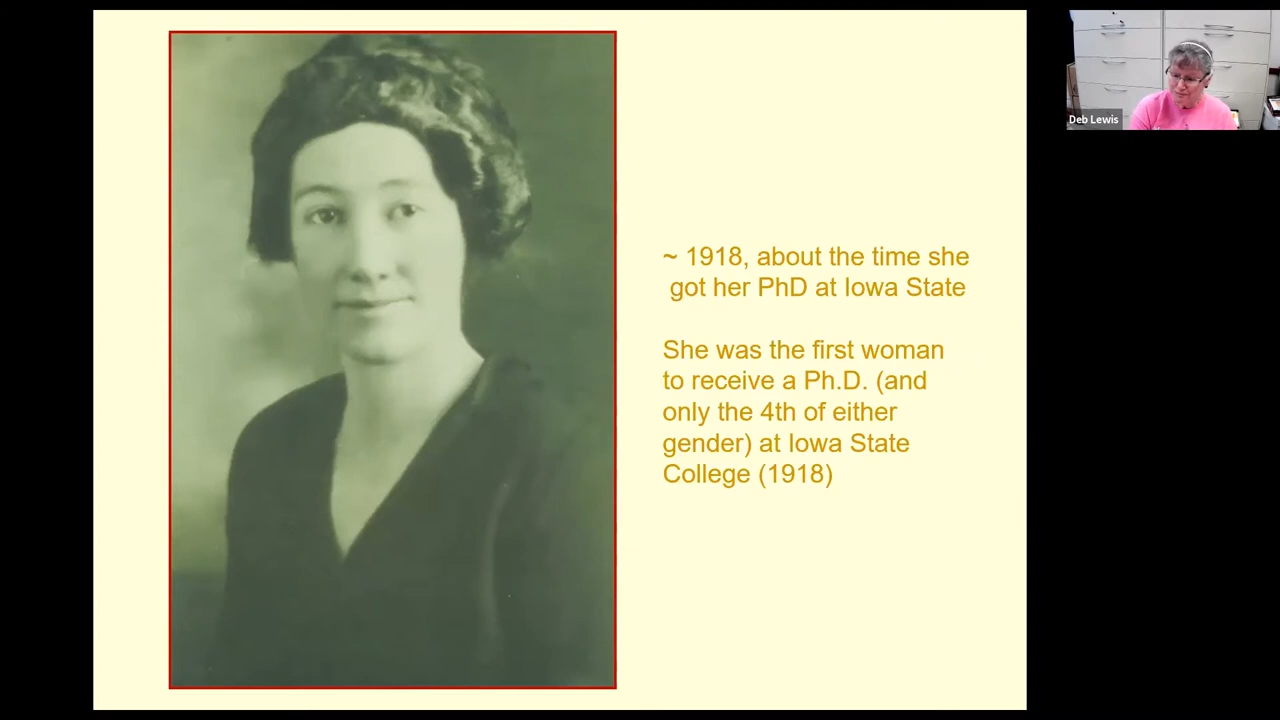 ~ 1918, about the time she
got her PhD at Iowa State
She was the first woman
to receive a Ph.D. (and
only the 4th of either
gender) at Iowa State
College (1918)
Deb Lewis